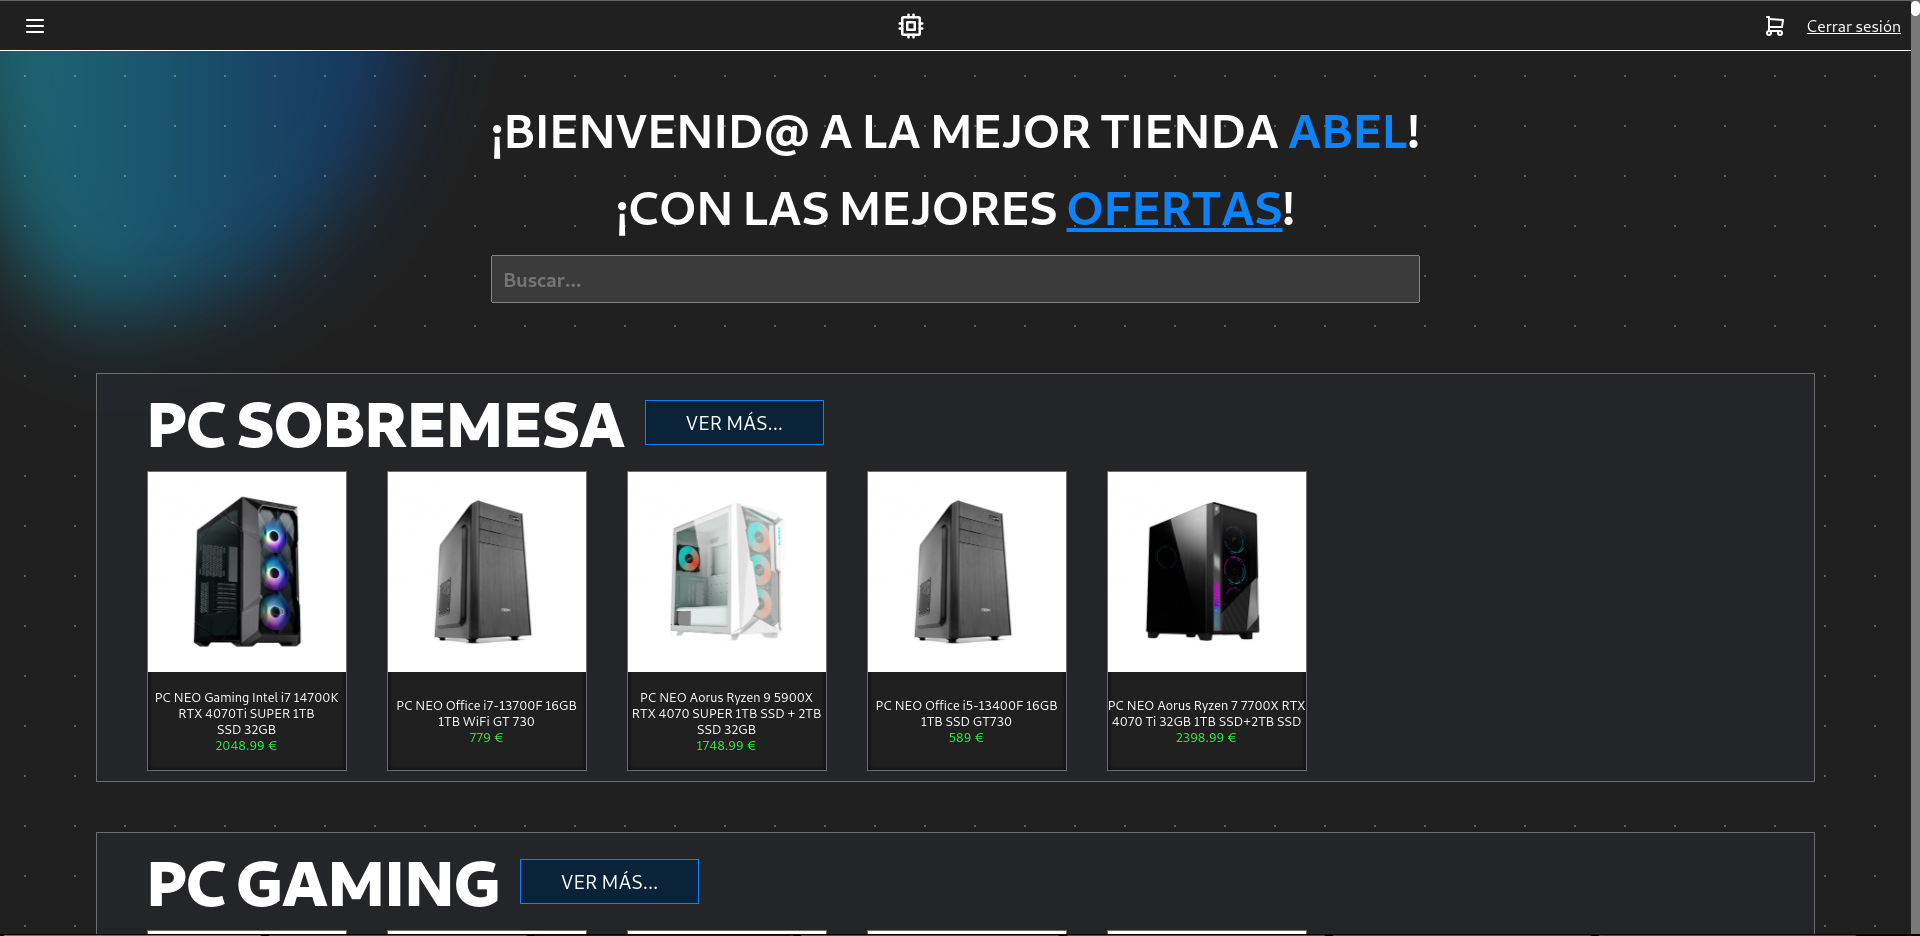 Cerrar sesión
¡BIENVENID@ A LA MEJOR TIENDA ABEL!
¡CON LAS MEJORES OFERTAS!
Buscar...
PC SOBREMESA
VER MÁS...
PC NEO Gaming Intel i7 14700K
RTX 4070Ti SUPER 1TB
SSD 32GB
2048.99 €
PC NEO Office i7-13700F 16GB
1TB WiFi GT 730
779 €
PC NEO Aorus Ryzen 9 5900X
RTX 4070 SUPER 1TB SSD + 2TB
SSD 32GB
1748.99 €
PC NEO Office i5-13400F 16GB
1TB SSD GT730
589 €
PC NEO Aorus Ryzen 7 7700X RTX
4070 Ti 32GB 1TB SSD+2TB SSD
2398.99 €
PC GAMING
VER MÁS...